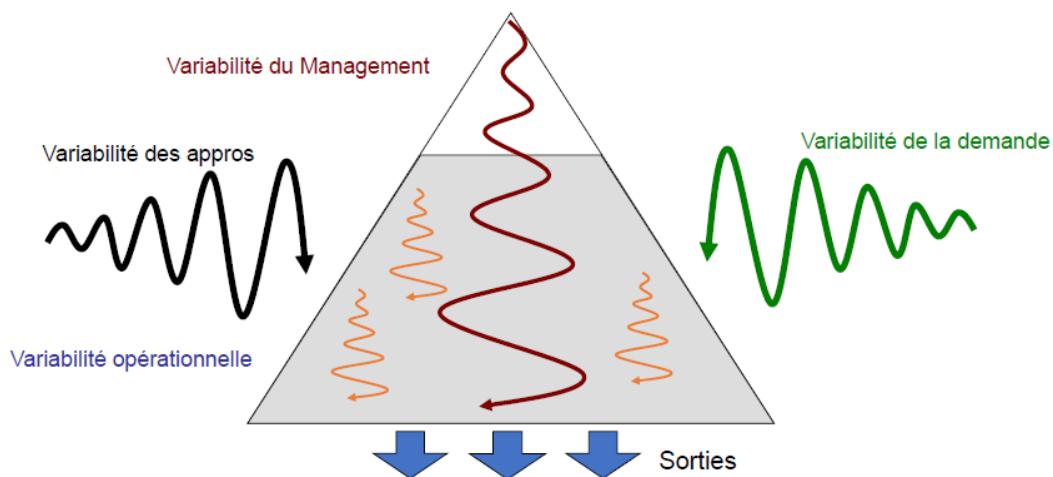 Variabilité du Management
Variabilité des appros
Variabilité de la demande
Variabilité opérationnelle
Sorties